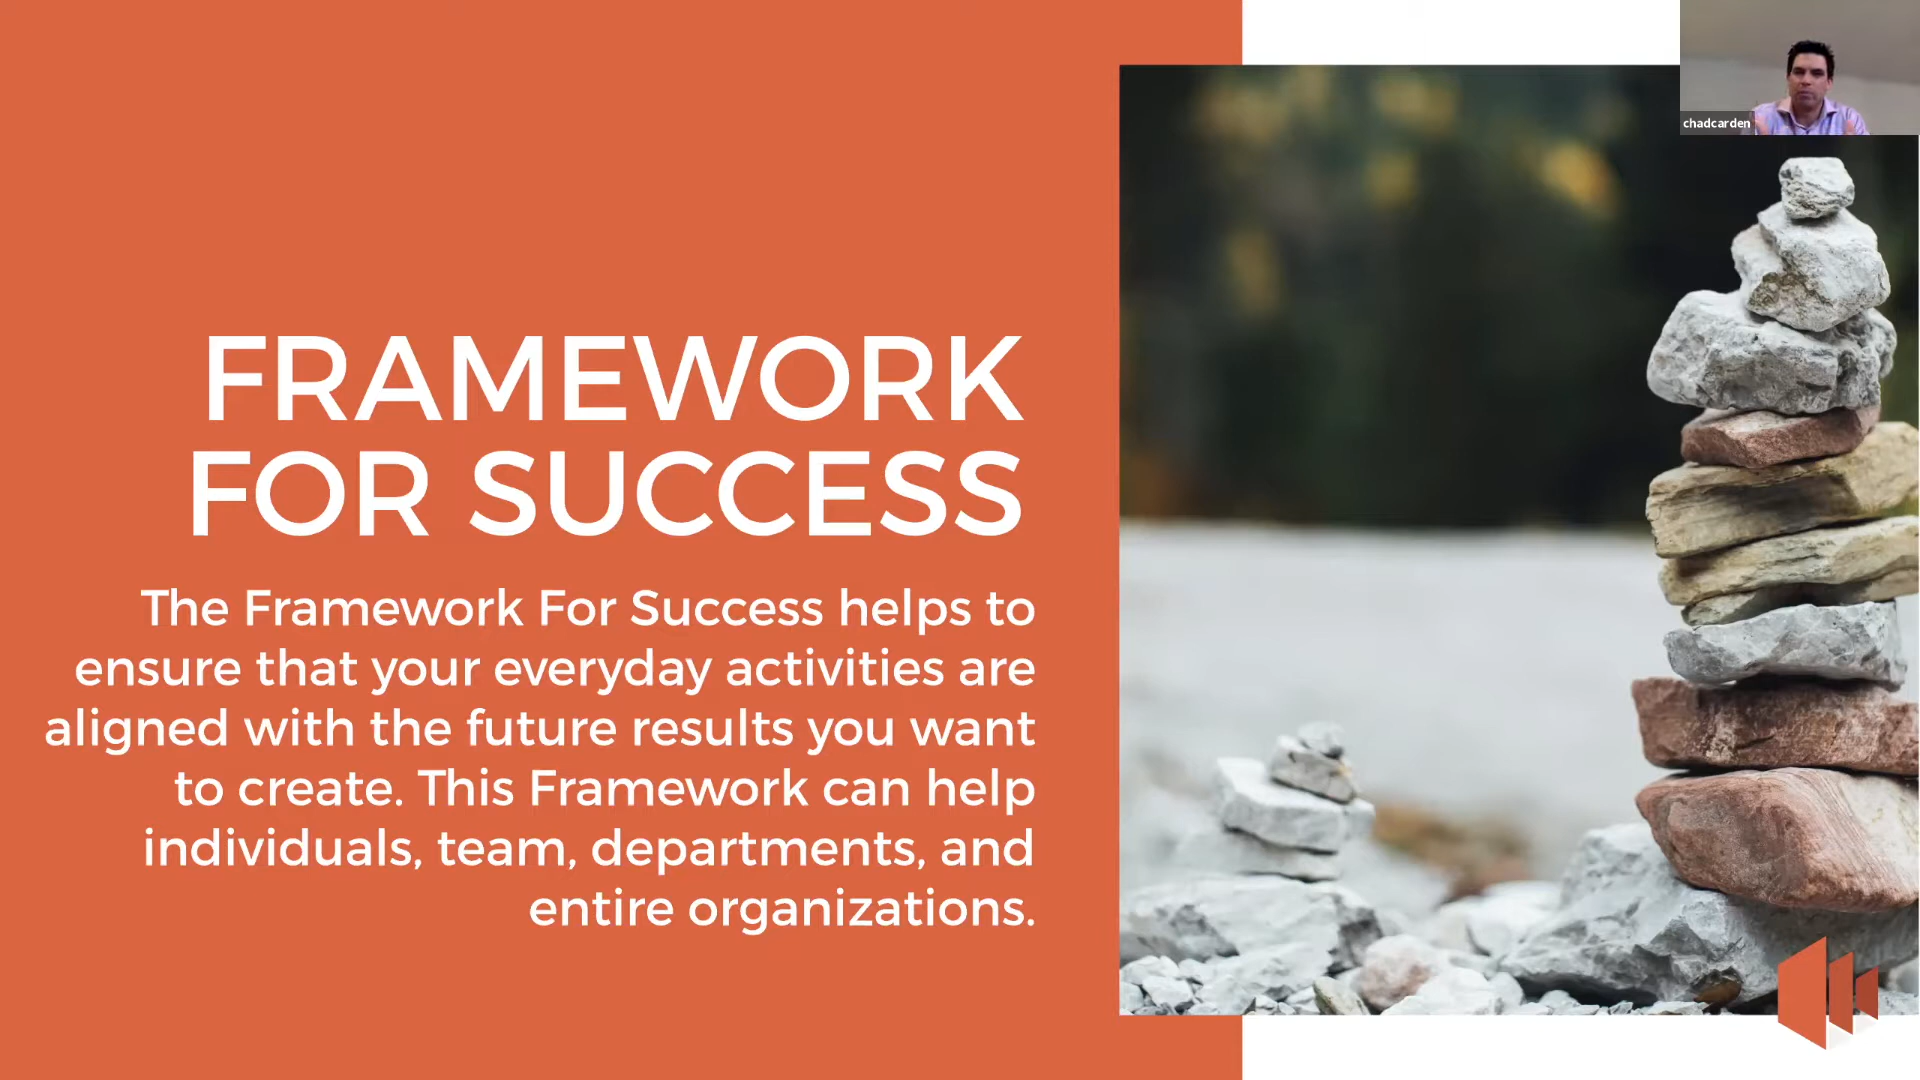 chadcarden
FRAMEWORK
FOR SUCCESS
The Framework For Success helps to
ensure that your everyday activities are
aligned with the future results you want
to create. This Framework can help
individuals, team, departments, and
entire organizations.